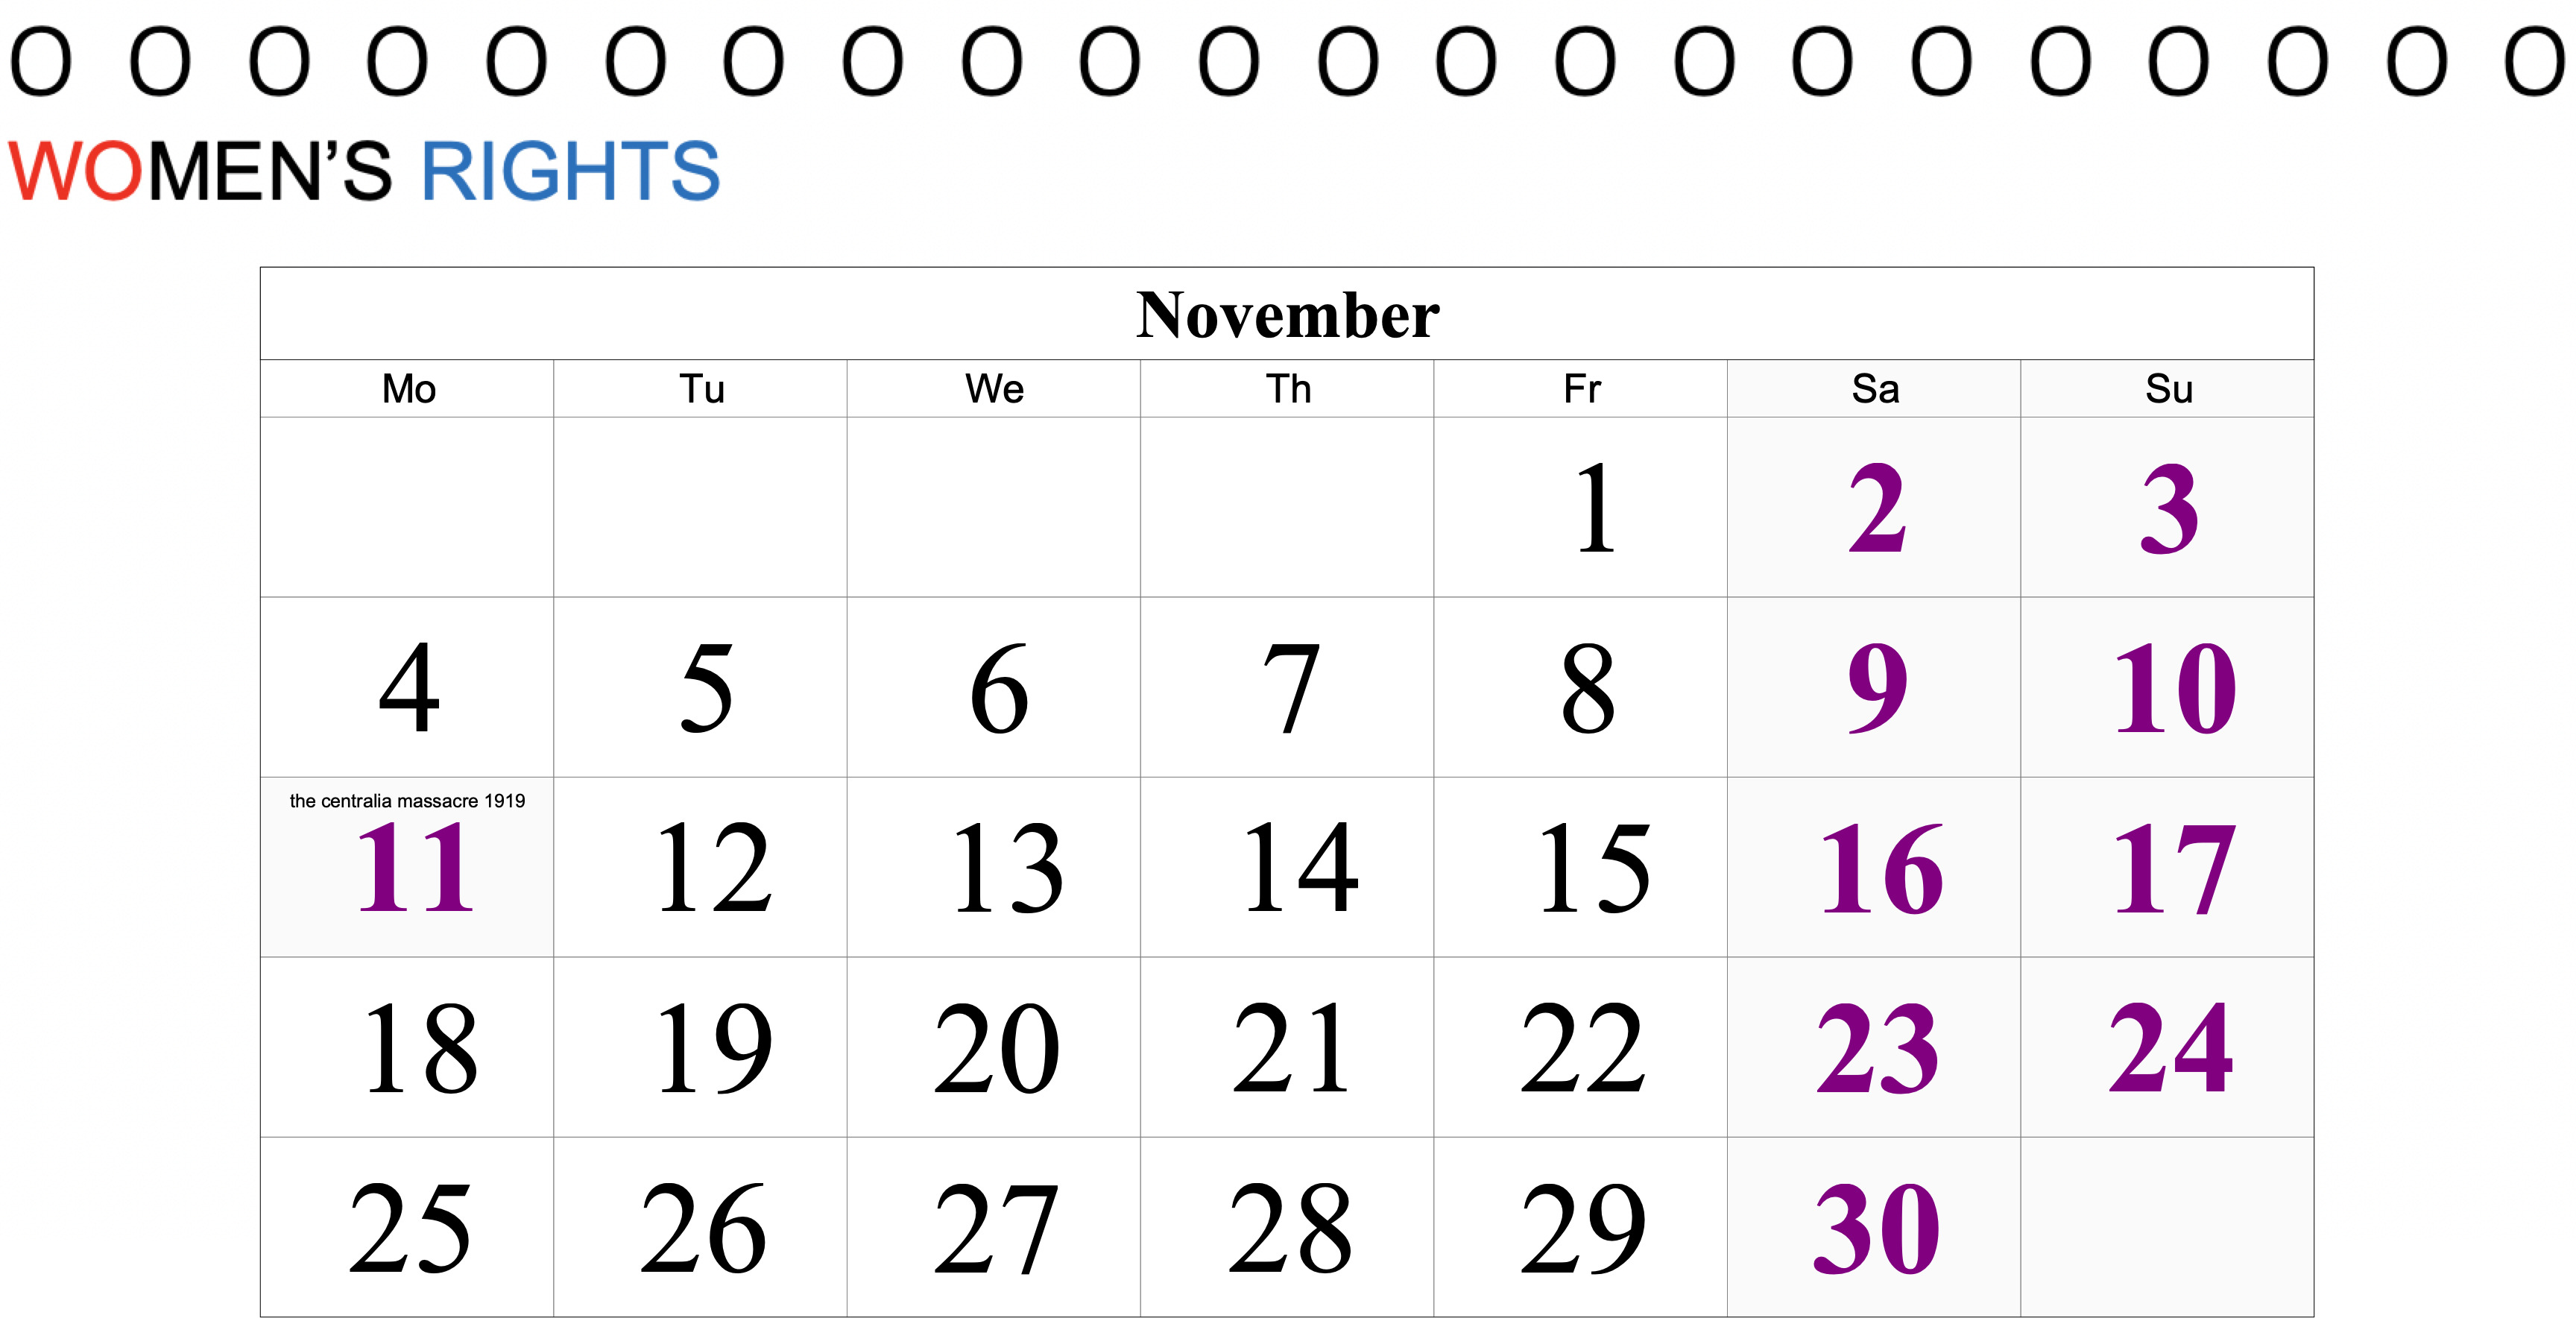 O O O O O O O O O O O O O O O O O O O O O O
WOMEN’S RIGHTS
November
Mo Tu We Th Fr Sa Su
1 2 3
4 5 6 7 8 9 10
the centralia massacre 1919
11 12 13 14 15 16 17
18 19 20 21 22 23 24
25 26 27 28 29 30